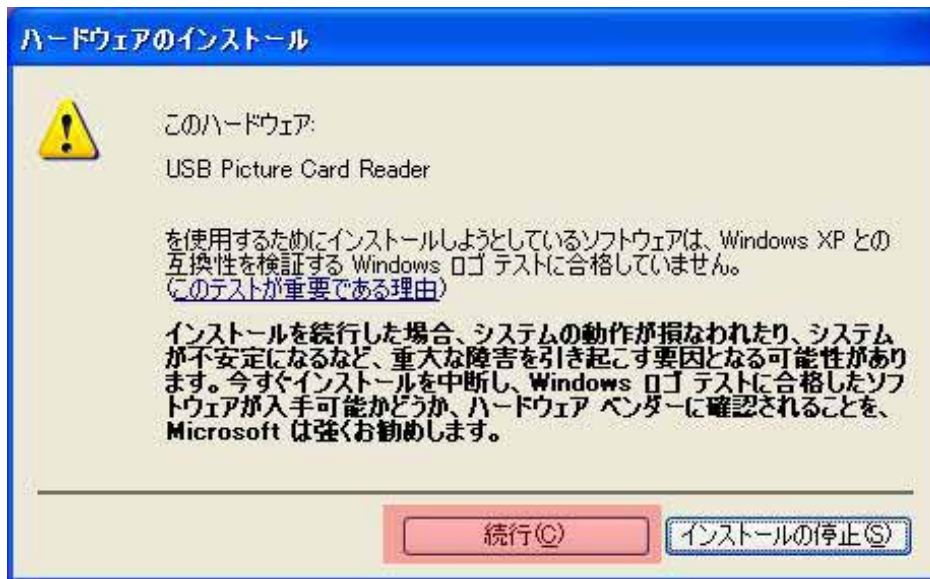 ハードウェアのインストール
このハードウェア:
USB Picture Card Reader
を使用するためにインストールしようとしているソフトウェアは、Windows XP との
互換性を検証する Windows ロゴ テストに合格していません。
(このテストが重要である理由)
インストールを続行した場合、システムの動作が損なわれたり、システム
が不安定になるなど、重大な障害を引き起こす要因となる可能性があり
ます。今すぐインストールを中断し、Windows ロゴ テストに合格したソフ
トウェアが入手可能かどうか、ハードウェア ベンダーに確認されることを、
Microsoft は強くお勧めします。
続行(C) インストールの停止(S)